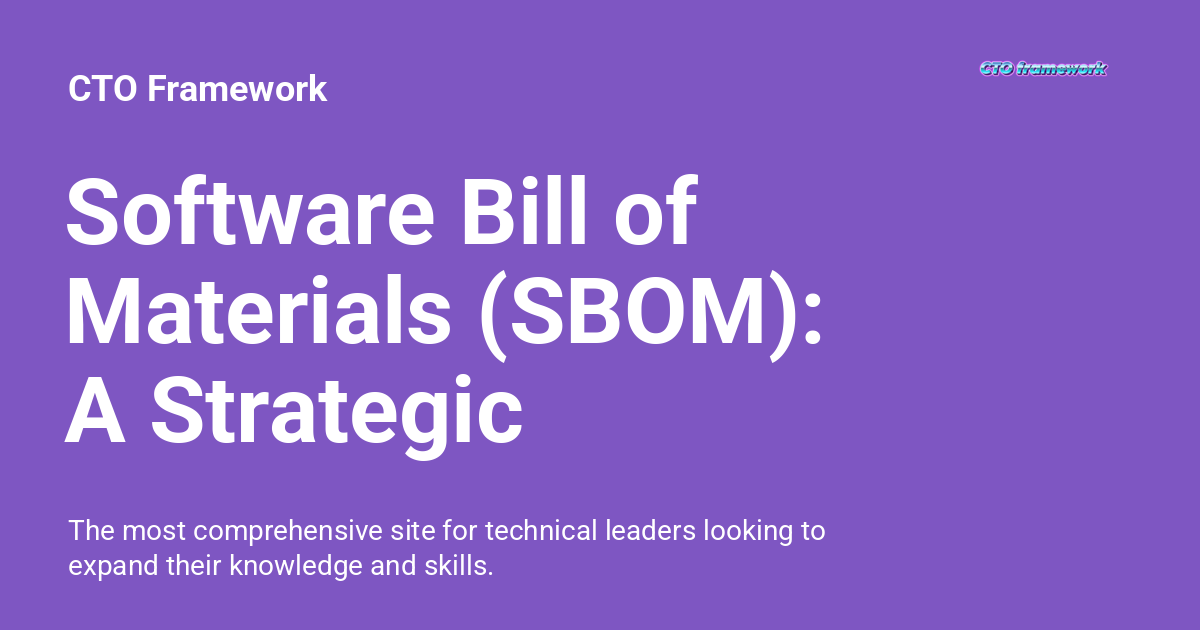 CTO Framework
CTO framework
Software Bill of
Materials (SBOM):
A Strategic
The most comprehensive site for technical leaders looking to
expand their knowledge and skills.